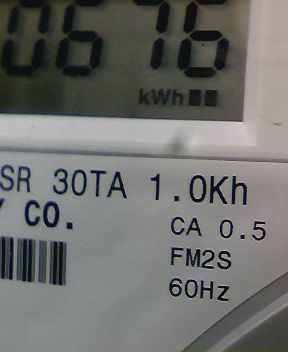 0676
kWh
SR 30TA 1.0Kh
Y CO.
CA 0.5
FM2S
60Hz